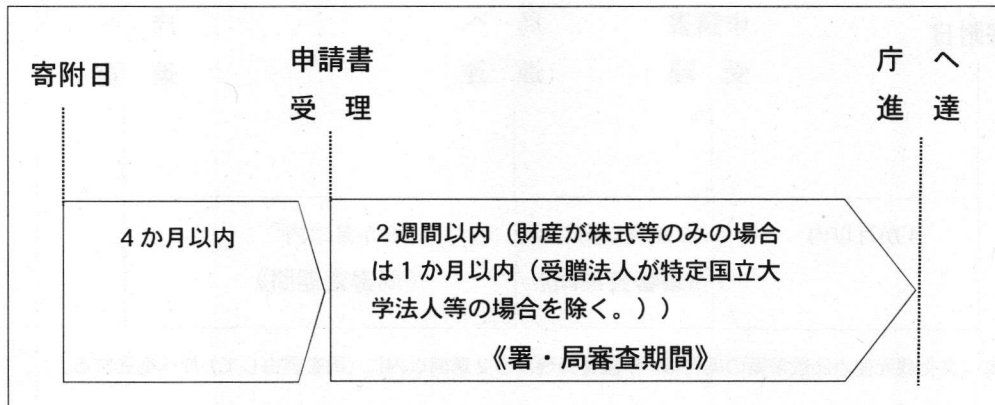 寄附日
申請書
受理
庁へ
進達
4か月以内
2週間以内（財産が株式等のみの場合
は1か月以内（受贈法人が特定国立大
学法人等の場合を除く。））
《署・局審査期間》